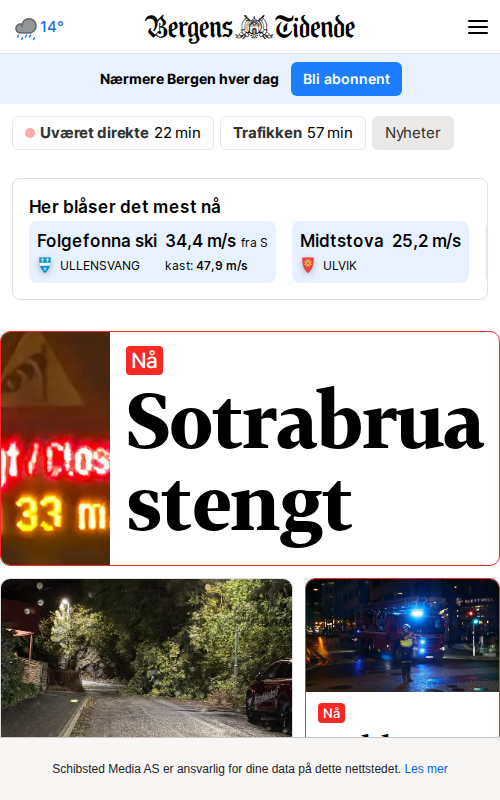 14°
Bergens Tidende
Nærmere Bergen hver dag
Bli abonnent
Uværet direkte 22 min
Trafikken 57 min
Nyheter
Her blåser det mest nå
Folgefonna ski 34,4 m/s fra S
ULLENSVANG kast: 47,9 m/s
Midtstova 25,2 m/s
ULVIK
Nå
Sotrabrua
stengt
33 m
Nå
Schibsted Media AS er ansvarlig for dine data på dette nettstedet. Les mer